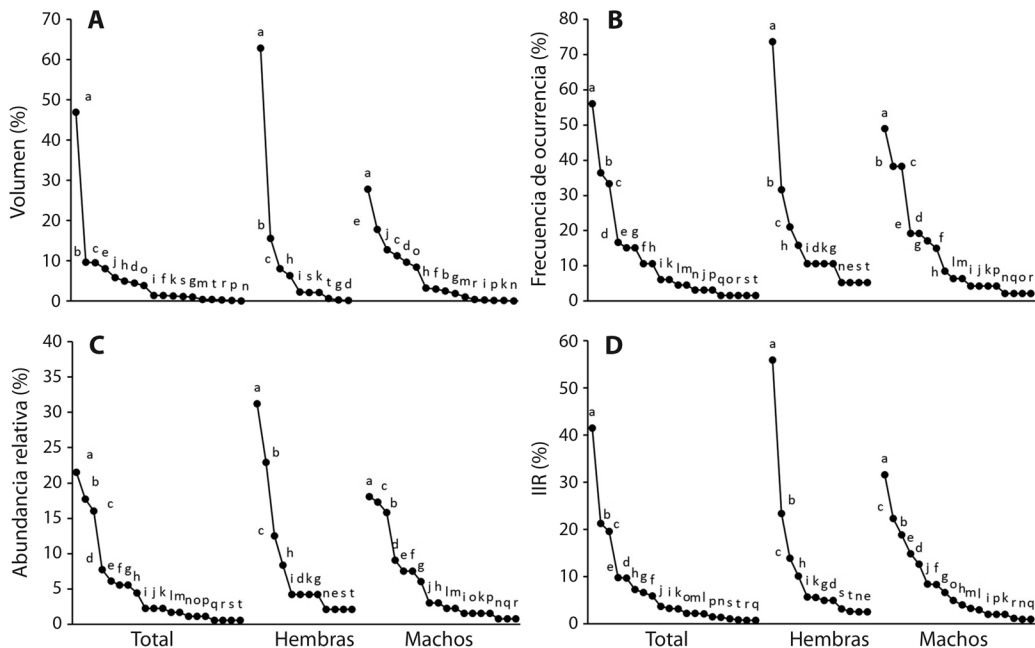 A
Volumen (%)
70
60
50
40
30
20
10
0
a
b c e j h d o i f k s g m t r p n
a
b
c h
i s k t g d
a
e
j c d o
h f b g m r i p k n
B
Frecuencia de ocurrencia (%)
80
70
60
50
40
30
20
10
0
a
b
c
d e g f h i k l m n j p q o r s t
a
b
c
h i d k g n e s t
a
b c
e d
g f
h l m i j k p n q o r
C
Abundancia relativa (%)
40
35
30
25
20
15
10
5
0
a
b
c
d
e f g h i j k l m n o p q r s t
a
b
c
h
i d k g n e s t
a c
b
d
e f g
j h l m i o k p n q r
Total Hembras Machos
D
IIR (%)
60
50
40
30
20
10
0
a
b c
e d h g f j i k o m l p n s t r q
a
b
c
h
i k g d s t n e
a
c b
e d
j f g o h m l i p k r n q
Total Hembras Machos